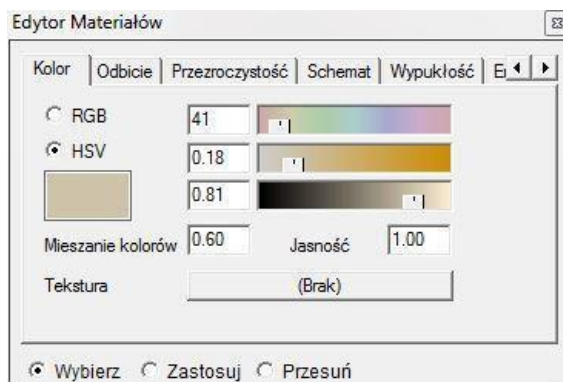 Edytor Materiałów
Kolor Odbicie Przezroczystość Schemat Wypukłość
RGB 41
HSV 0.18
0.81
Mieszanie kolorów 0.60 Jasność 1.00
Tekstura (Brak)
Wybierz Zastosuj Przesuń